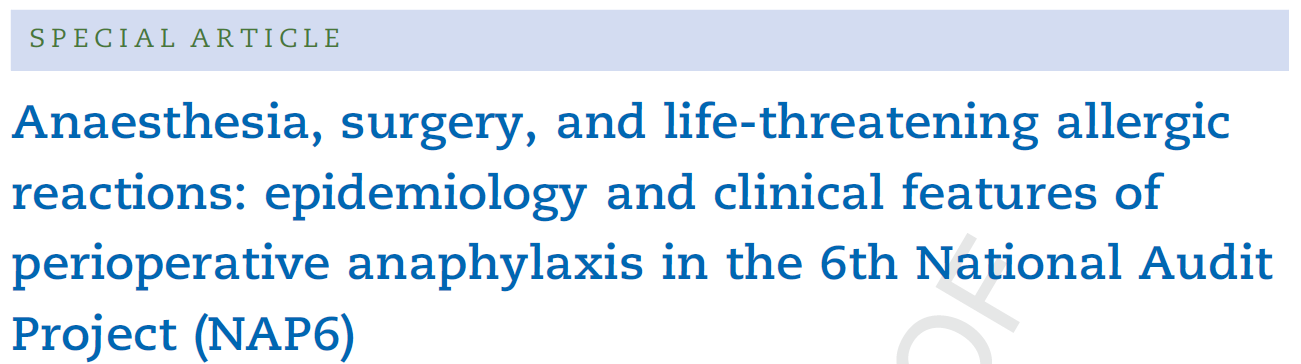 SPECIAL ARTICLE
Anaesthesia, surgery, and life-threatening allergic
reactions: epidemiology and clinical features of
perioperative anaphylaxis in the 6th National Audit
Project (NAP6)
OF